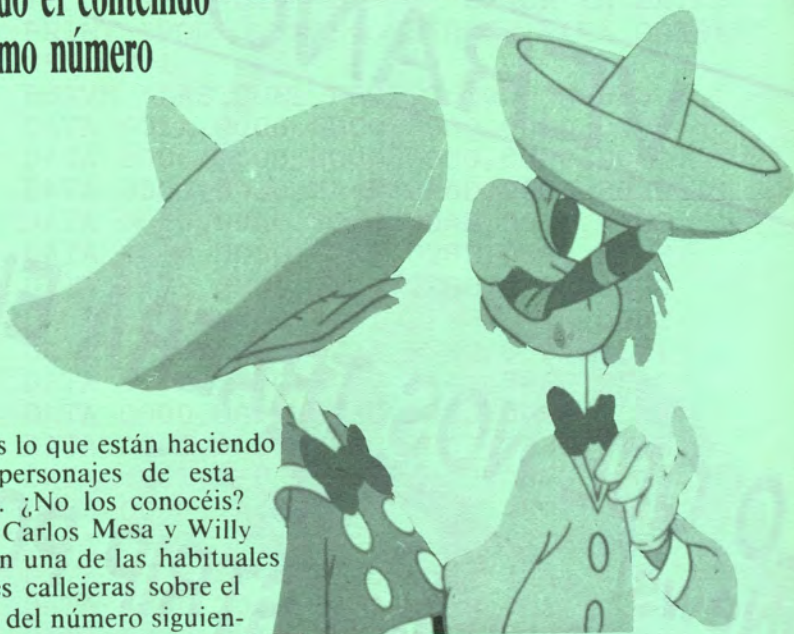 do el contenido
mo número
s lo que están haciendo
personajes de esta
. ¿No los conocéis?
Carlos Mesa y Willy
n una de las habituales
es callejeras sobre el
del número siguien-